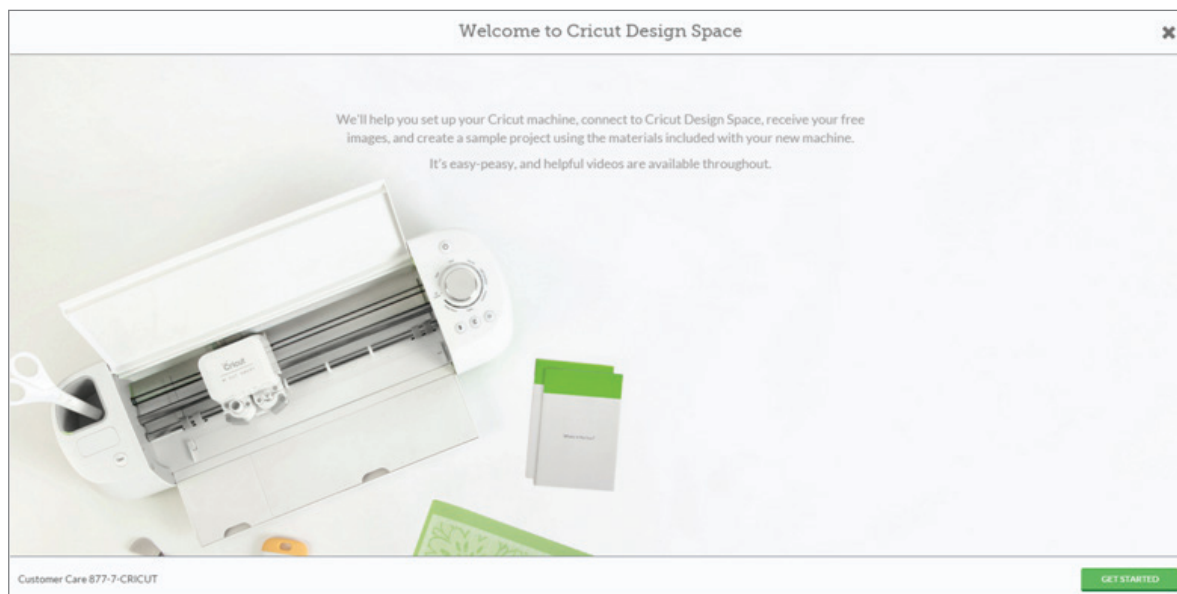 Welcome to Cricut Design Space
We'll help you set up your Cricut machine, connect to Cricut Design Space, receive your free
images, and create a sample project using the materials included with your new machine.
It's easy-peasy, and helpful videos are available throughout.
Cricut
Customer Care 877-7-CRICUT
GET STARTED